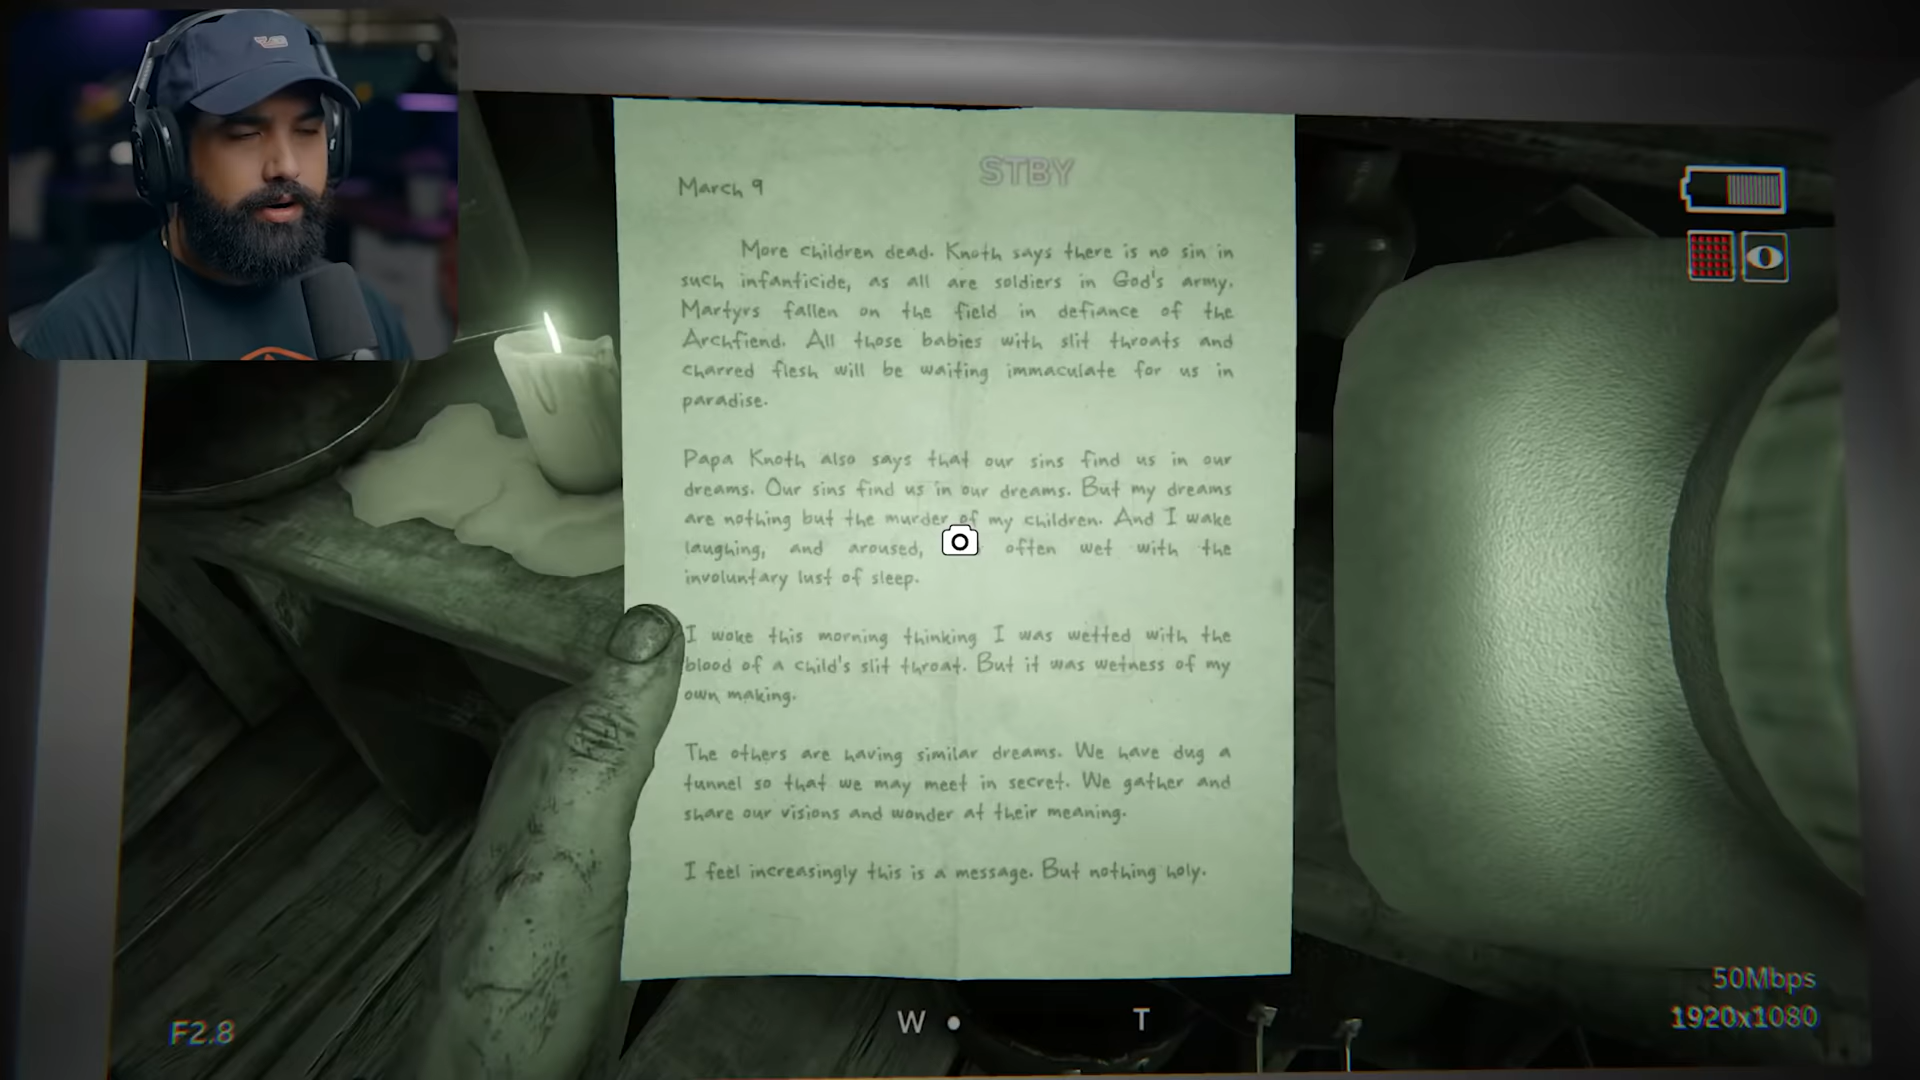 STBY
March 9
More children dead. Knoth says there is no sin in
such infanticide, as all are soldiers in God's army.
Martyrs fallen on the field in defiance of the
Archfiend. All those babies with slit throats and
charred flesh will be waiting immaculate for us in
paradise.
Papa Knoth also says that our sins find us in our
dreams. Our sins find us in our dreams. But my dreams
are nothing but the murder of my children. And I wake
laughing, and aroused, often wet with the
involuntary lust of sleep.
I woke this morning thinking I was wetted with the
blood of a child's slit throat. But it was wetness of my
own making.
The others are having similar dreams. We have dug a
tunnel so that we may meet in secret. We gather and
share our visions and wonder at their meaning.
I feel increasingly this is a message. But nothing holy.
50Mbps
1920x1080
F2.8
W T